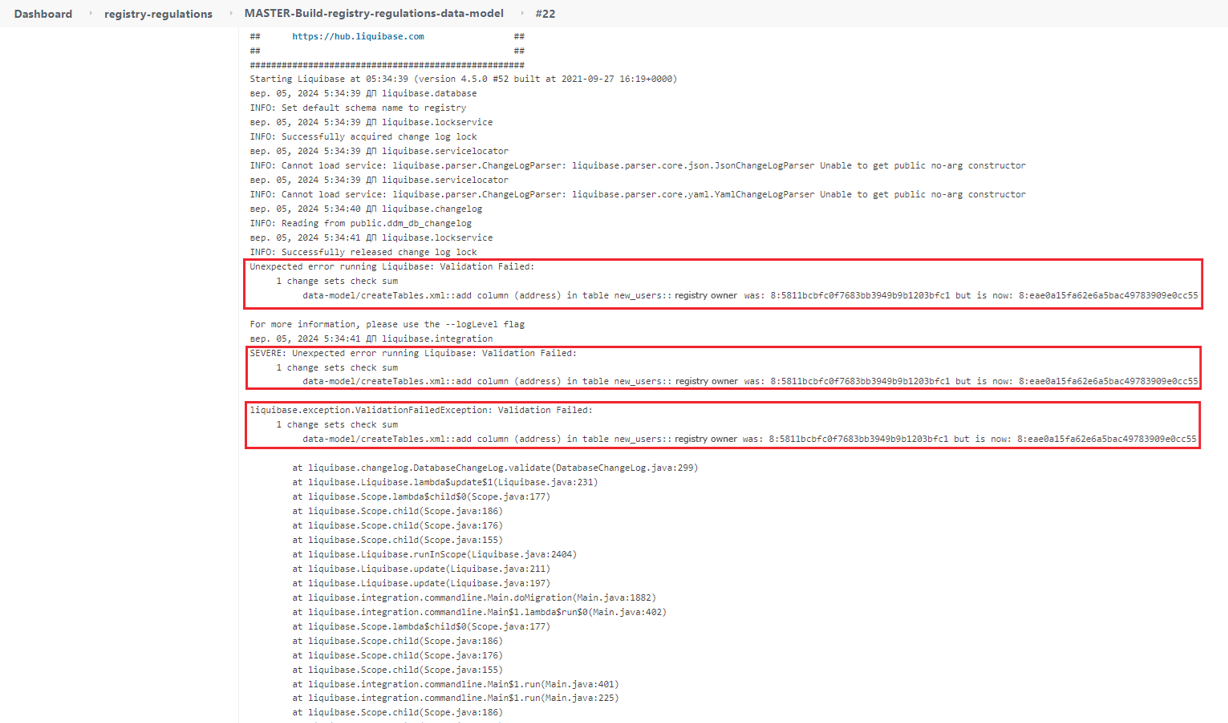 Dashboard › registry-regulations › MASTER-Build-registry-regulations-data-model › #22
## https://hub.liquibase.com ##
## ##
####################################################
Starting Liquibase at 05:34:39 (version 4.5.0 #52 built at 2021-09-27 16:19+0000)
вер. 05, 2024 5:34:39 ДП liquibase.database
INFO: Set default schema name to registry
вер. 05, 2024 5:34:39 ДП liquibase.lockservice
INFO: Successfully acquired change log lock
вер. 05, 2024 5:34:39 ДП liquibase.servicelocator
INFO: Cannot load service: liquibase.parser.ChangeLogParser: liquibase.parser.core.json.JsonChangeLogParser Unable to get public no-arg constructor
вер. 05, 2024 5:34:39 ДП liquibase.servicelocator
INFO: Cannot load service: liquibase.parser.ChangeLogParser: liquibase.parser.core.yaml.YamlChangeLogParser Unable to get public no-arg constructor
вер. 05, 2024 5:34:40 ДП liquibase.changelog
INFO: Reading from public.ddm_db_changelog
вер. 05, 2024 5:34:41 ДП liquibase.lockservice
INFO: Successfully released change log lock
Unexpected error running Liquibase: Validation Failed:
1 change sets check sum
data-model/createTables.xml::add column (address) in table new_users:: registry owner was: 8:5811bcbfc0f7683bb3949b9b1203bfc1 but is now: 8:eae0a15fa62e6a5bac49783909e0cc55
For more information, please use the --logLevel flag
вер. 05, 2024 5:34:41 ДП liquibase.integration
SEVERE: Unexpected error running Liquibase: Validation Failed:
1 change sets check sum
data-model/createTables.xml::add column (address) in table new_users:: registry owner was: 8:5811bcbfc0f7683bb3949b9b1203bfc1 but is now: 8:eae0a15fa62e6a5bac49783909e0cc55
liquibase.exception.ValidationFailedException: Validation Failed:
1 change sets check sum
data-model/createTables.xml::add column (address) in table new_users:: registry owner was: 8:5811bcbfc0f7683bb3949b9b1203bfc1 but is now: 8:eae0a15fa62e6a5bac49783909e0cc55
at liquibase.changelog.DatabaseChangeLog.validate(DatabaseChangeLog.java:299)
at liquibase.Liquibase.lambda$update$1(Liquibase.java:231)
at liquibase.Scope.lambda$child$0(Scope.java:177)
at liquibase.Scope.child(Scope.java:186)
at liquibase.Scope.child(Scope.java:176)
at liquibase.Scope.child(Scope.java:155)
at liquibase.Liquibase.runInScope(Liquibase.java:2404)
at liquibase.Liquibase.update(Liquibase.java:211)
at liquibase.Liquibase.update(Liquibase.java:197)
at liquibase.integration.commandline.Main.doMigration(Main.java:1882)
at liquibase.integration.commandline.Main$1.lambda$run$0(Main.java:402)
at liquibase.Scope.lambda$child$0(Scope.java:177)
at liquibase.Scope.child(Scope.java:186)
at liquibase.Scope.child(Scope.java:176)
at liquibase.Scope.child(Scope.java:155)
at liquibase.integration.commandline.Main$1.run(Main.java:401)
at liquibase.integration.commandline.Main$1.run(Main.java:225)
at liquibase.Scope.child(Scope.java:186)